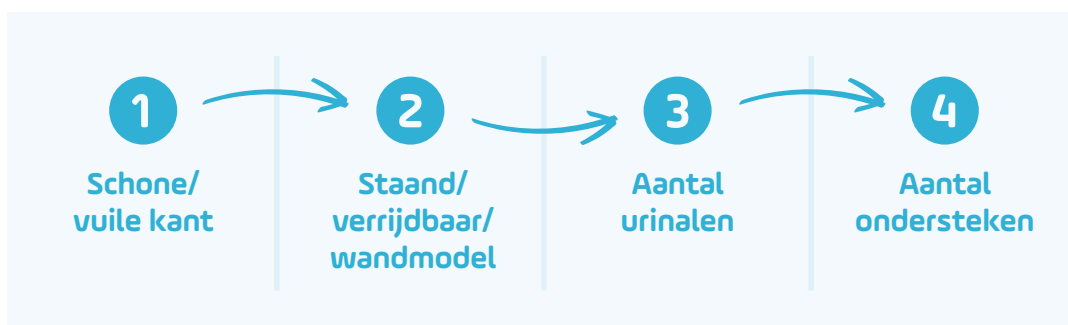 1
Schone/
vuile kant
2
Staand/
verrijdbaar/
wandmodel
3
Aantal
urinalen
4
Aantal
ondersteken